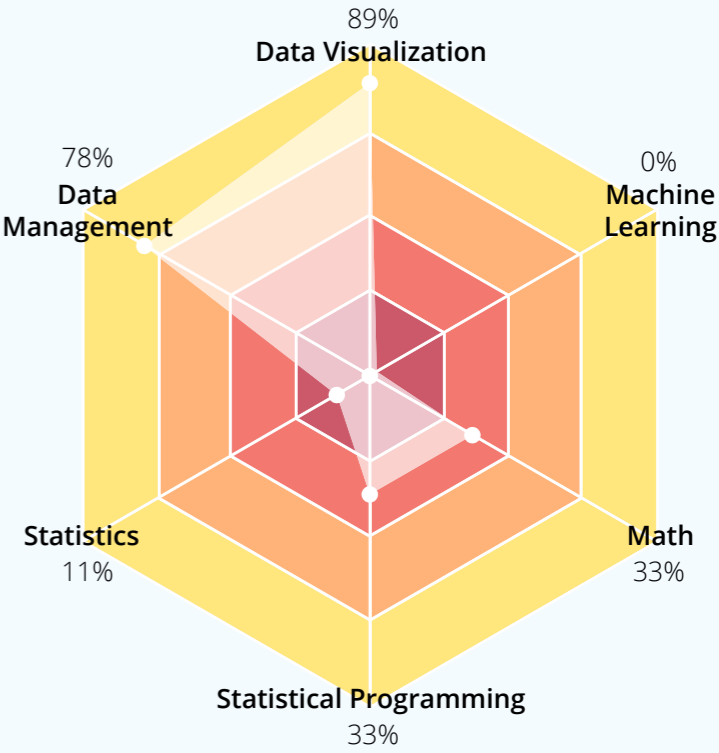 89%
Data Visualization
78%
Data
Management
0%
Machine
Learning
Statistics
11%
Math
33%
Statistical Programming
33%